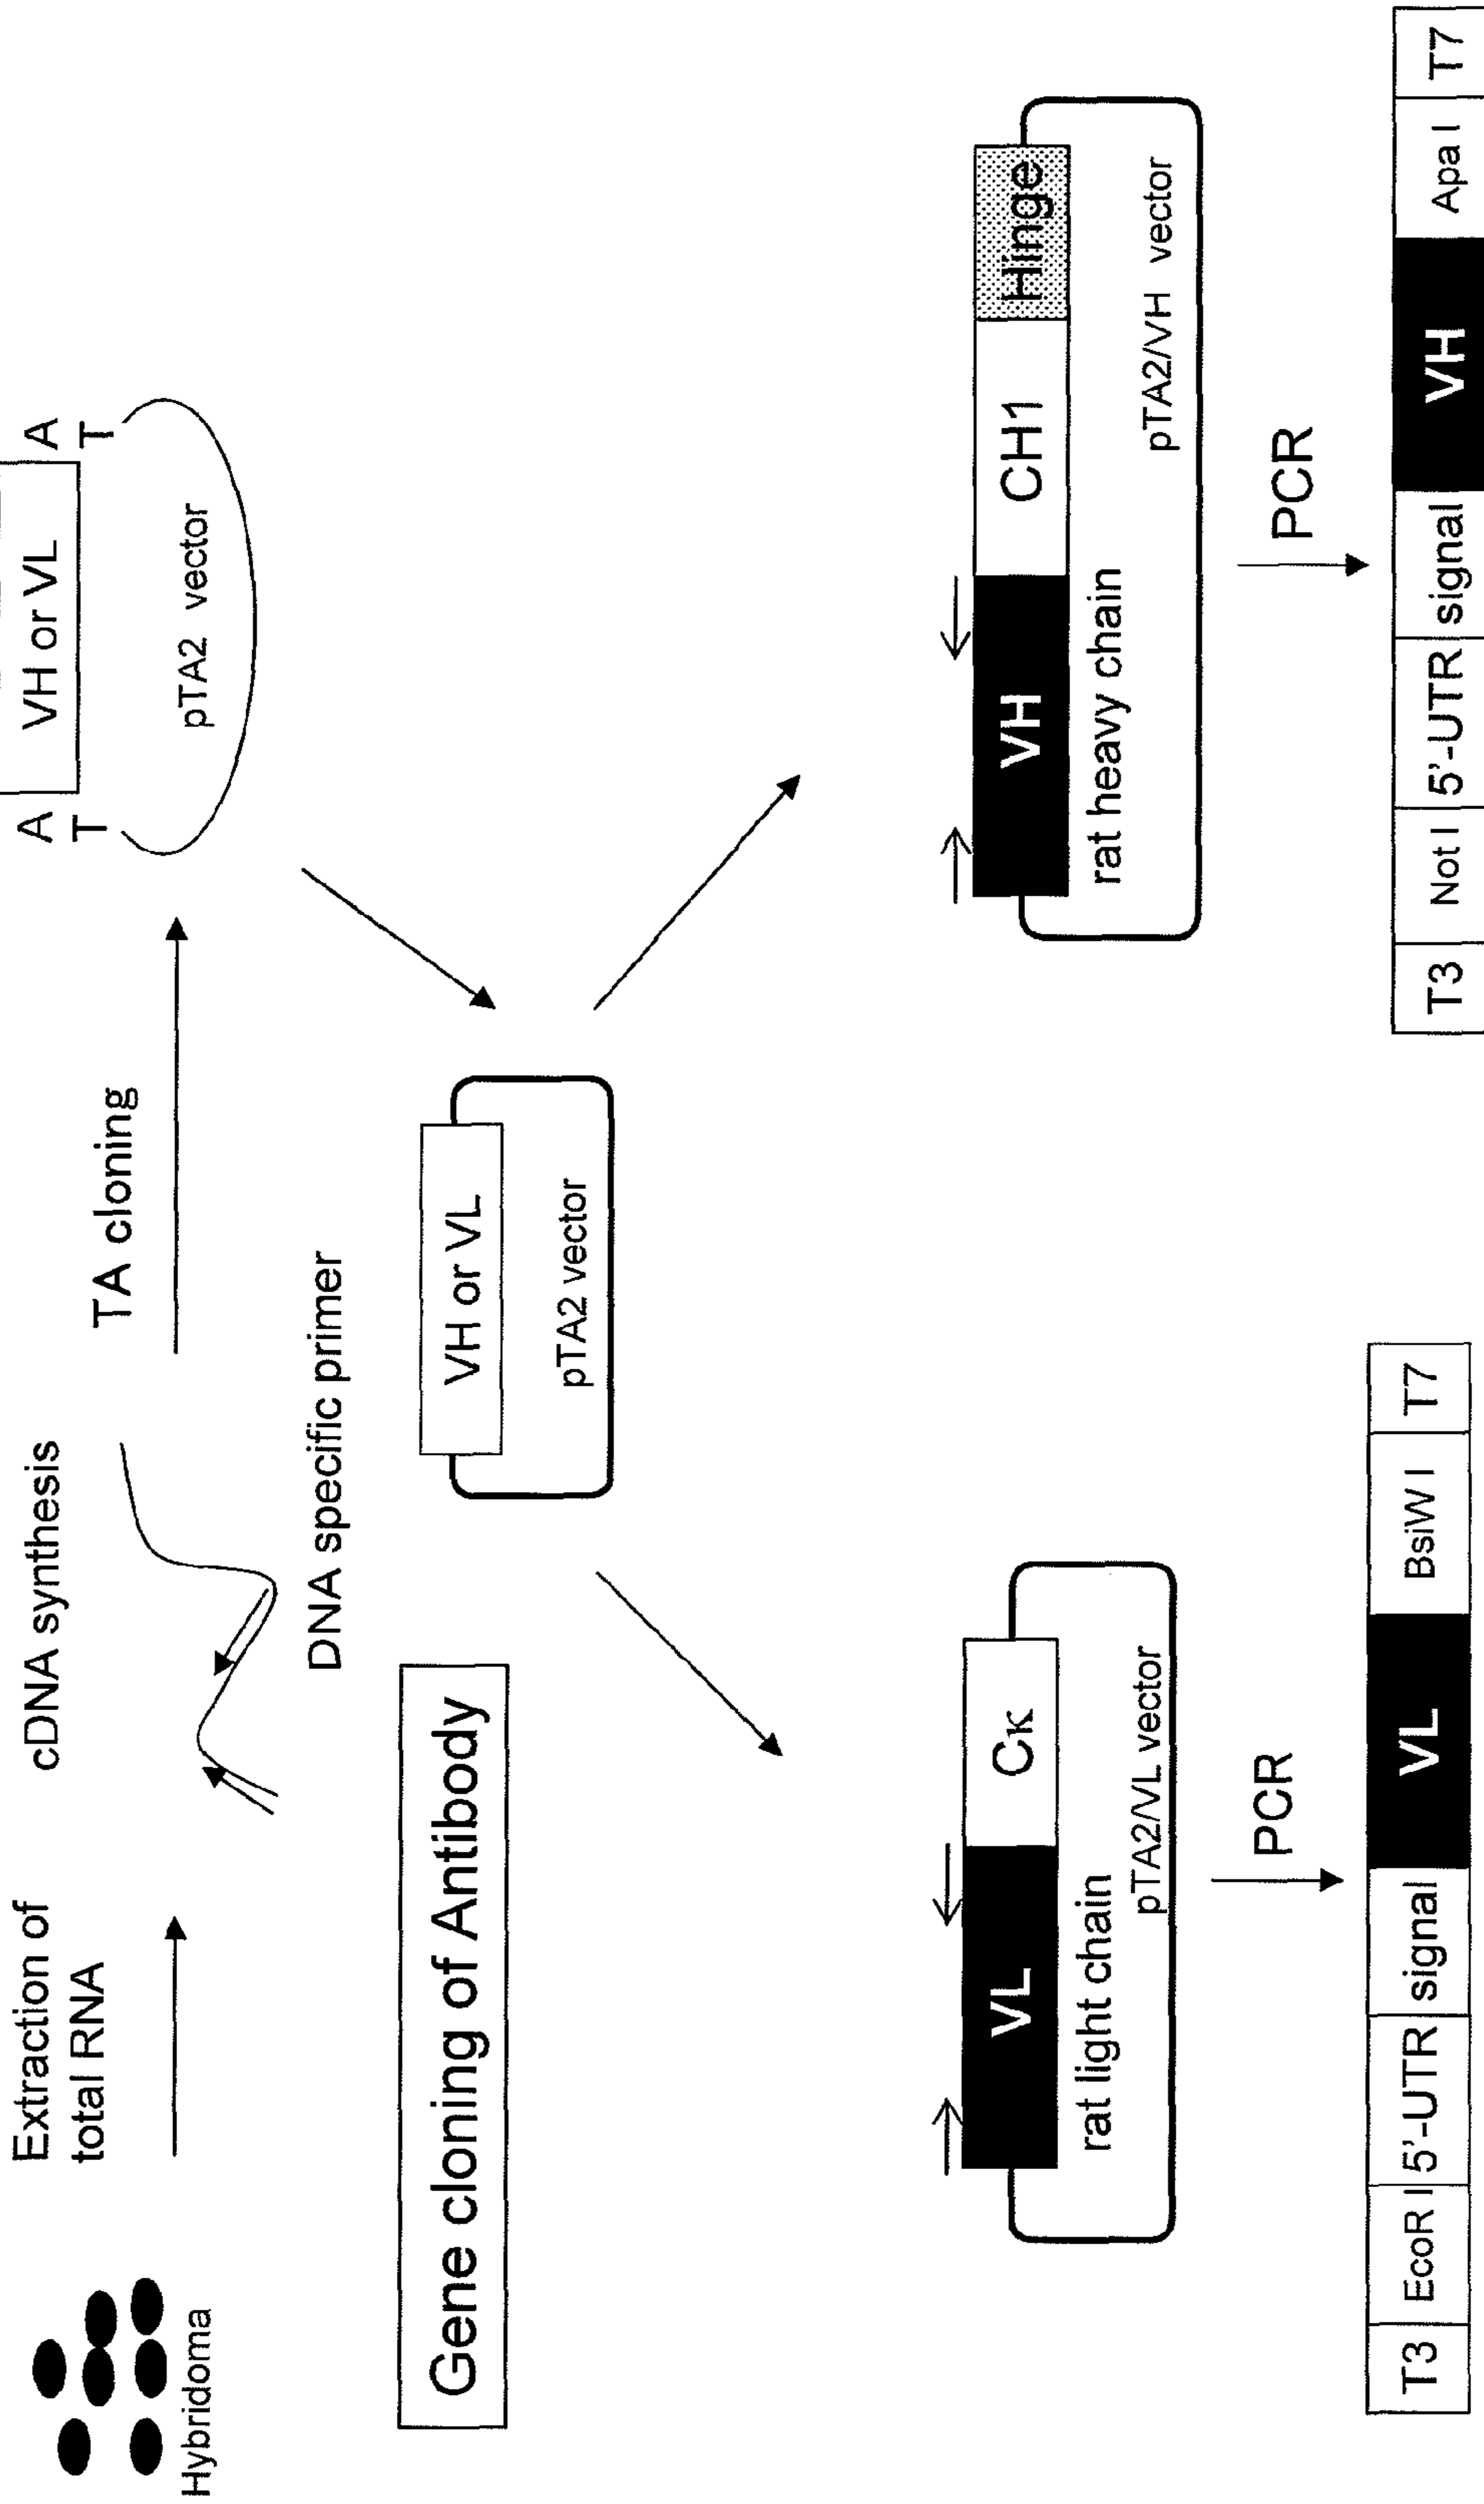 Extraction of
total RNA
cDNA synthesis
TA cloning
A
VH or VL
A
T
T
pTA2 vector
Hybridoma
DNA specific primer
Gene cloning of Antibody
VH or VL
pTA2 vector
VL
Cκ
rat light chain
pTA2/VL vector
VH
CH1
Hinge
rat heavy chain
pTA2/VH vector
PCR
PCR
T3
EcoR I
5'-UTR
signal
VL
BsiW I
T7
T3
Not I
5'-UTR
signal
VH
Apa I
T7